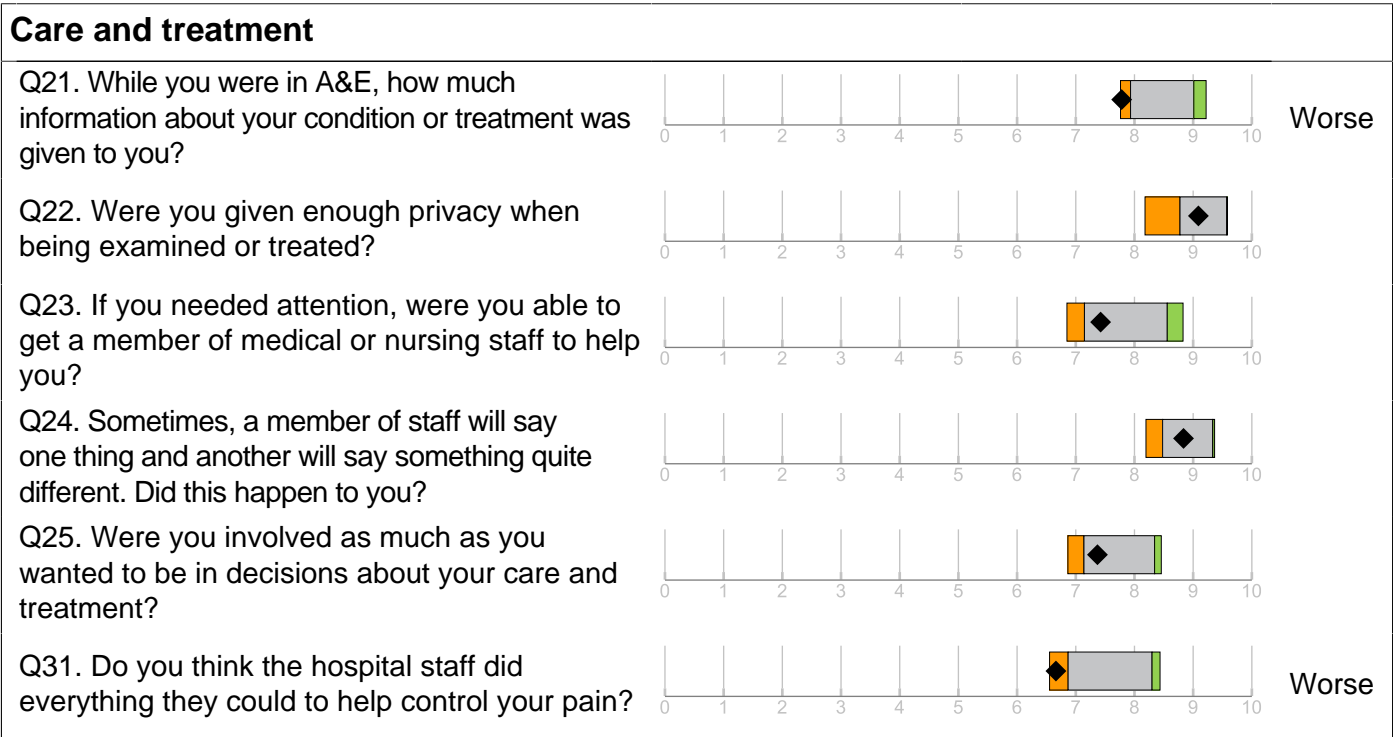 Care and treatment
Q21. While you were in A&E, how much
information about your condition or treatment was
given to you?
0 1 2 3 4 5 6 7 8 9 10
Worse
Q22. Were you given enough privacy when
being examined or treated?
0 1 2 3 4 5 6 7 8 9 10
Q23. If you needed attention, were you able to
get a member of medical or nursing staff to help
you?
0 1 2 3 4 5 6 7 8 9 10
Q24. Sometimes, a member of staff will say
one thing and another will say something quite
different. Did this happen to you?
0 1 2 3 4 5 6 7 8 9 10
Q25. Were you involved as much as you
wanted to be in decisions about your care and
treatment?
0 1 2 3 4 5 6 7 8 9 10
Q31. Do you think the hospital staff did
everything they could to help control your pain?
0 1 2 3 4 5 6 7 8 9 10
Worse